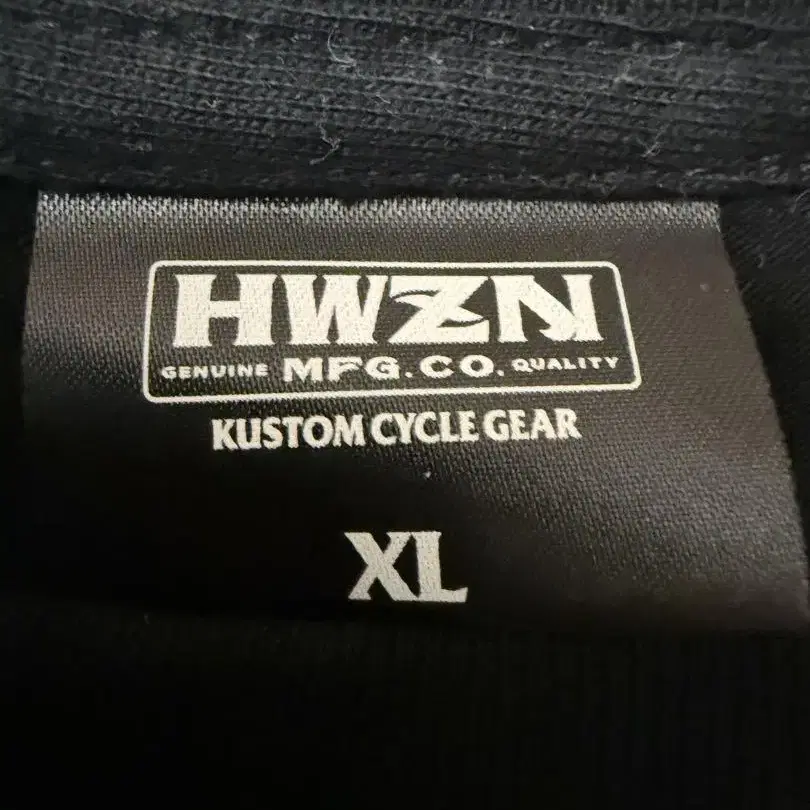 HWZN
GENUINE MFG.CO. QUALITY
KUSTOM CYCLE GEAR
XL